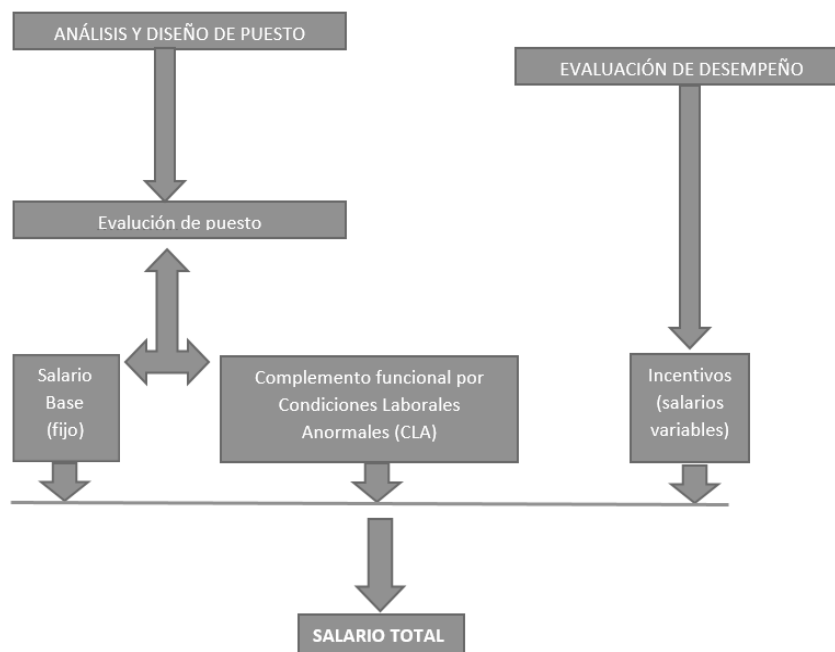 ANÁLISIS Y DISEÑO DE PUESTO
EVALUACIÓN DE DESEMPEÑO
Evalución de puesto
Salario
Base
(fijo)
Complemento funcional por
Condiciones Laborales
Anormales (CLA)
Incentivos
(salarios
variables)
SALARIO TOTAL